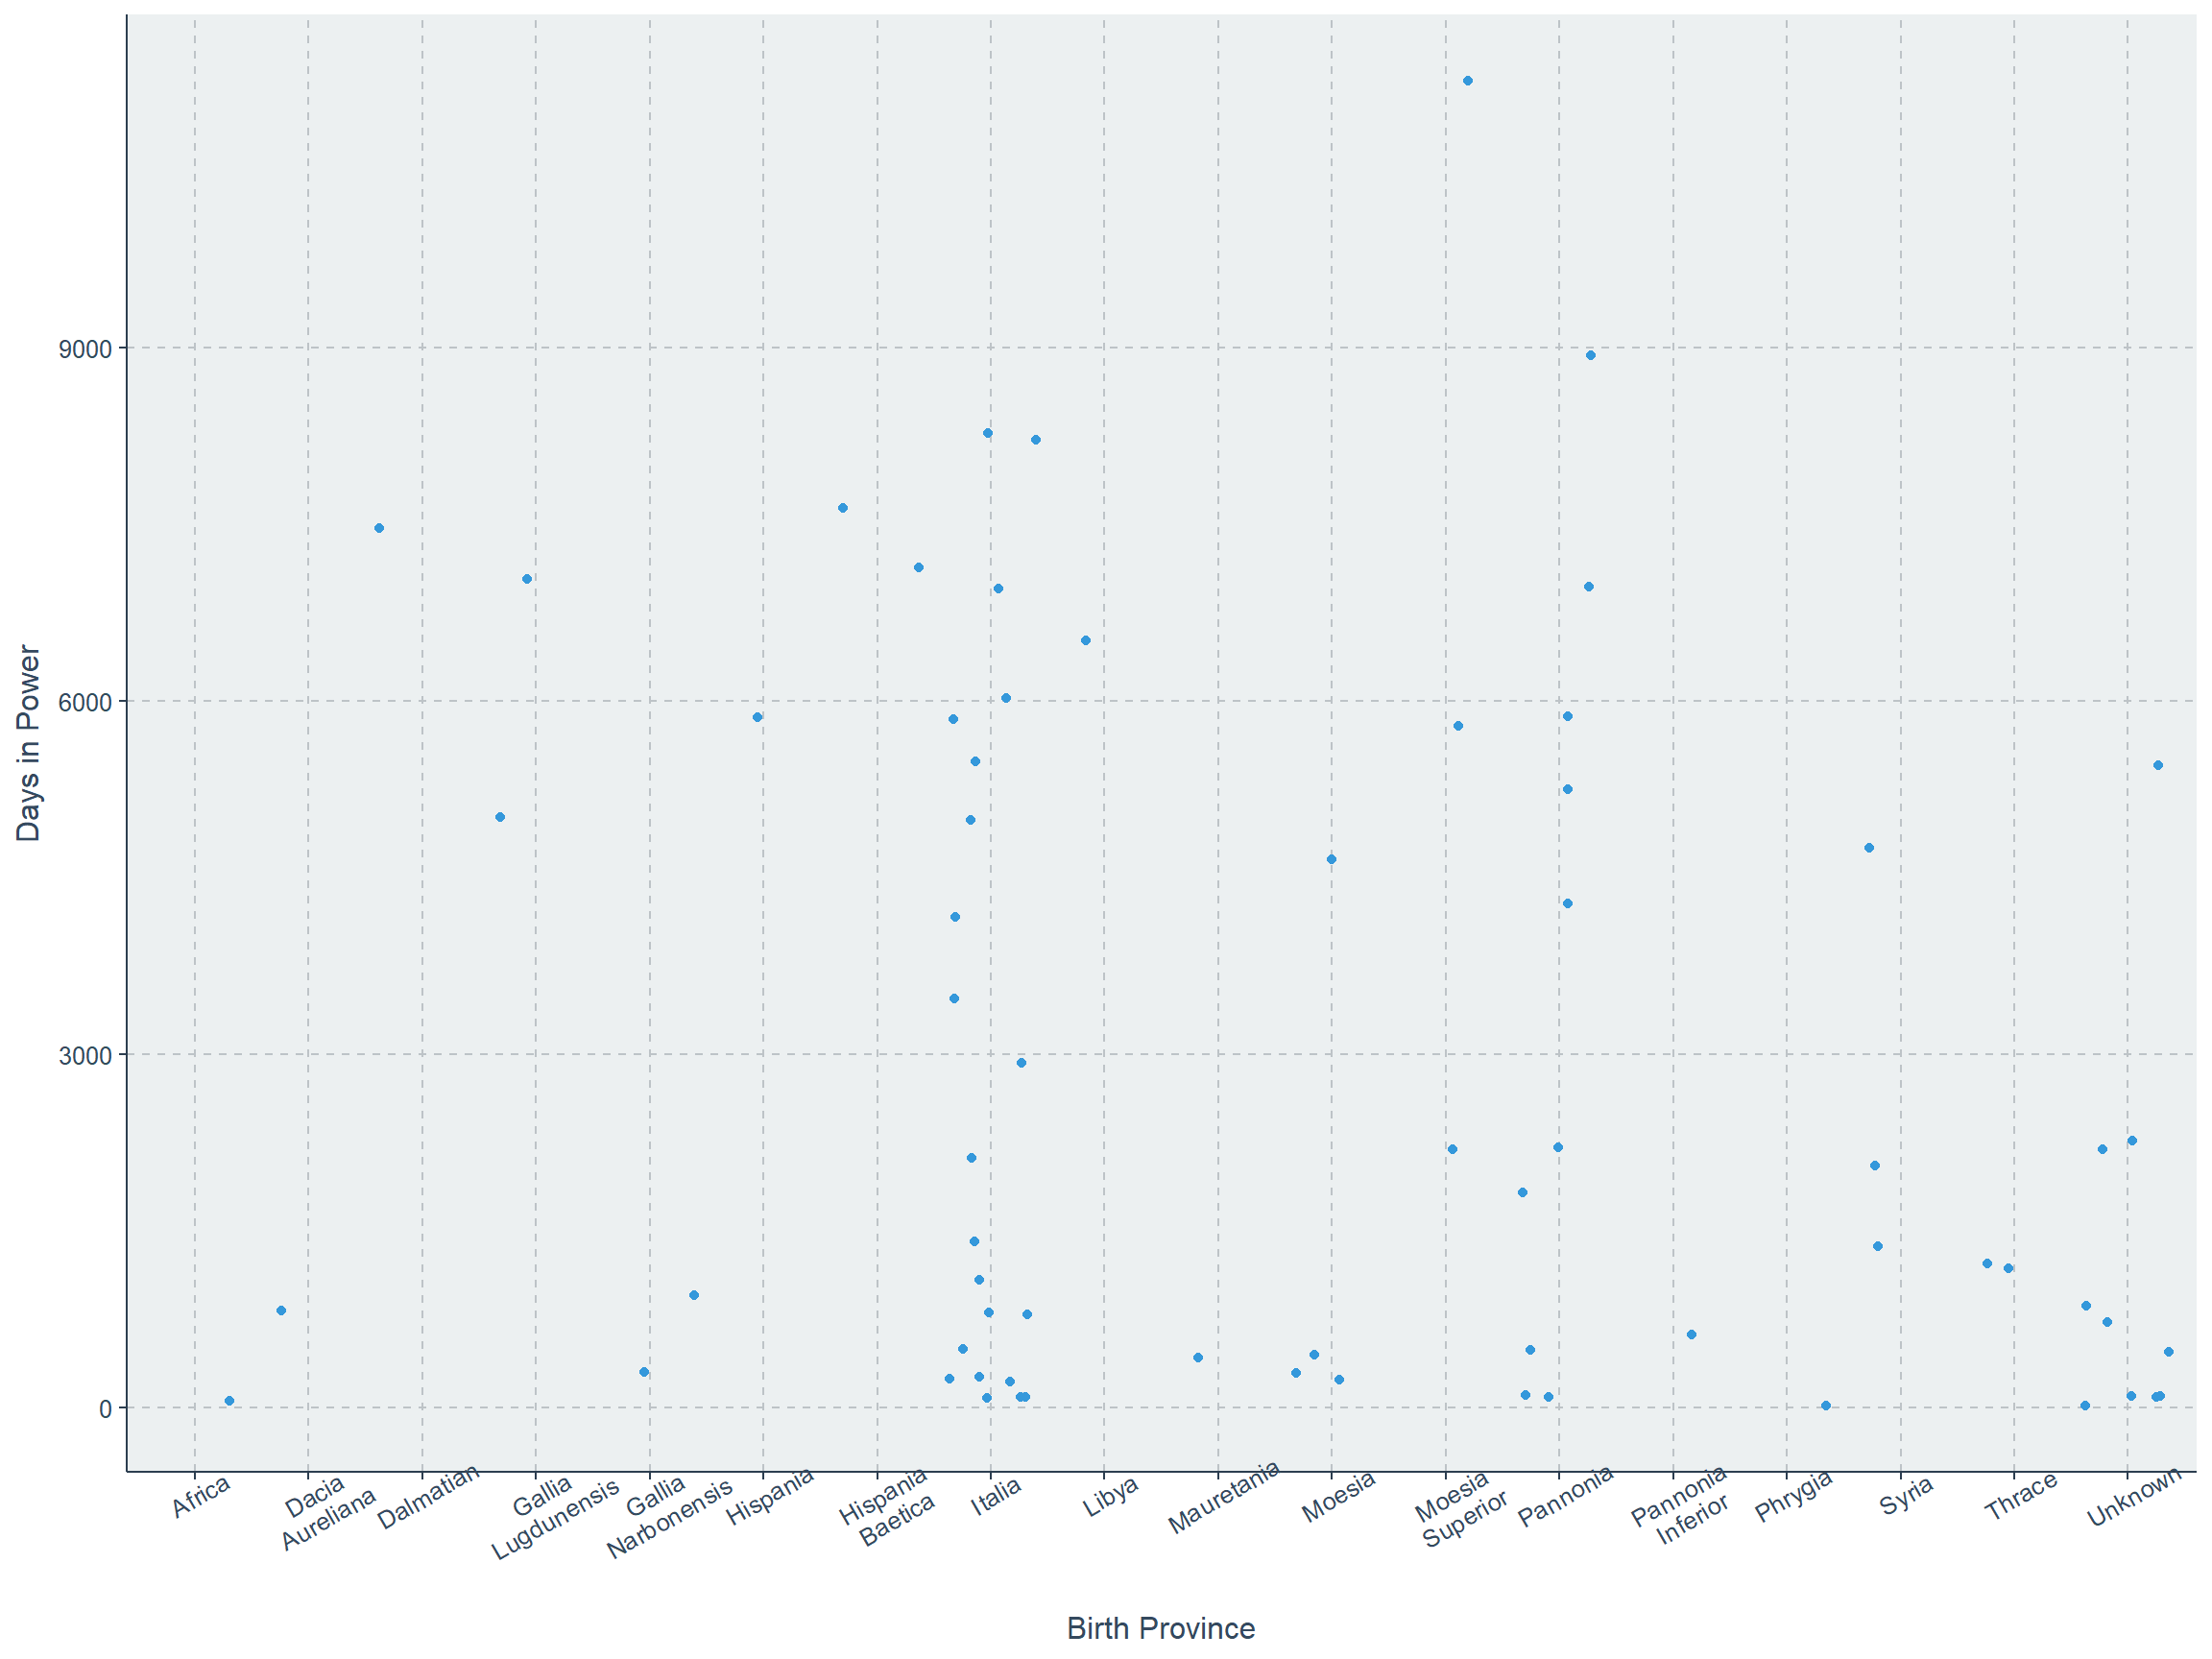 Days in Power
9000
6000
3000
0
Africa
Dacia
Aureliana
Dalmatian
Gallia
Lugdunensis
Gallia
Narbonensis
Hispania
Hispania
Baetica
Italia
Libya
Mauretania
Moesia
Moesia
Superior
Pannonia
Pannonia
Inferior
Phrygia
Syria
Thrace
Unknown
Birth Province